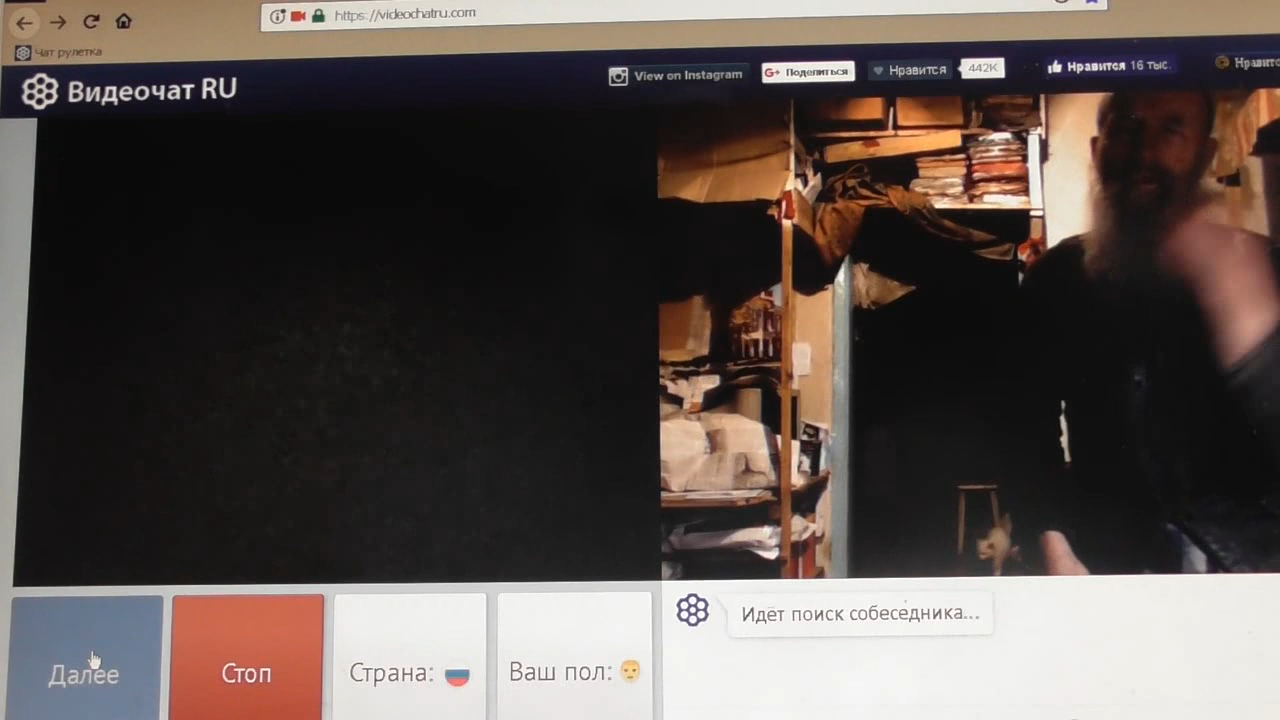 https://videochatru.com
Чат рулетка
Видеочат RU
View on Instagram
G+ Поделиться
Нравится
442K
Нравится 16 тыс.
Идёт поиск собеседника...
Далее
Стоп
Страна:
Ваш пол: